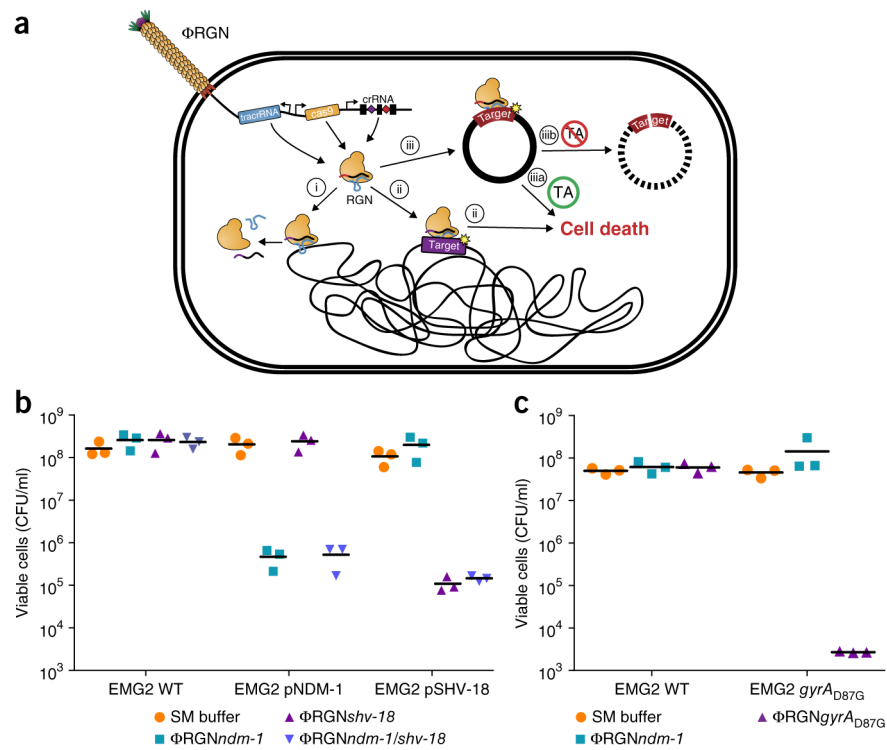 a
ΦRGN
tracrRNA
cas9
crRNA
RGN
i
ii
iii
Target
iiib
TA
Target
iiia
TA
Target
ii
Cell death
b
Viable cells (CFU/ml)
10⁹
10⁸
10⁷
10⁶
10⁵
10⁴
10³
EMG2 WT
EMG2 pNDM-1
EMG2 pSHV-18
SM buffer
ΦRGNndm-1
ΦRGNshv-18
ΦRGNndm-1/shv-18
c
Viable cells (CFU/ml)
10⁹
10⁸
10⁷
10⁶
10⁵
10⁴
10³
EMG2 WT
EMG2 gyrA_D87G
SM buffer
ΦRGNndm-1
ΦRGNgyrA_D87G